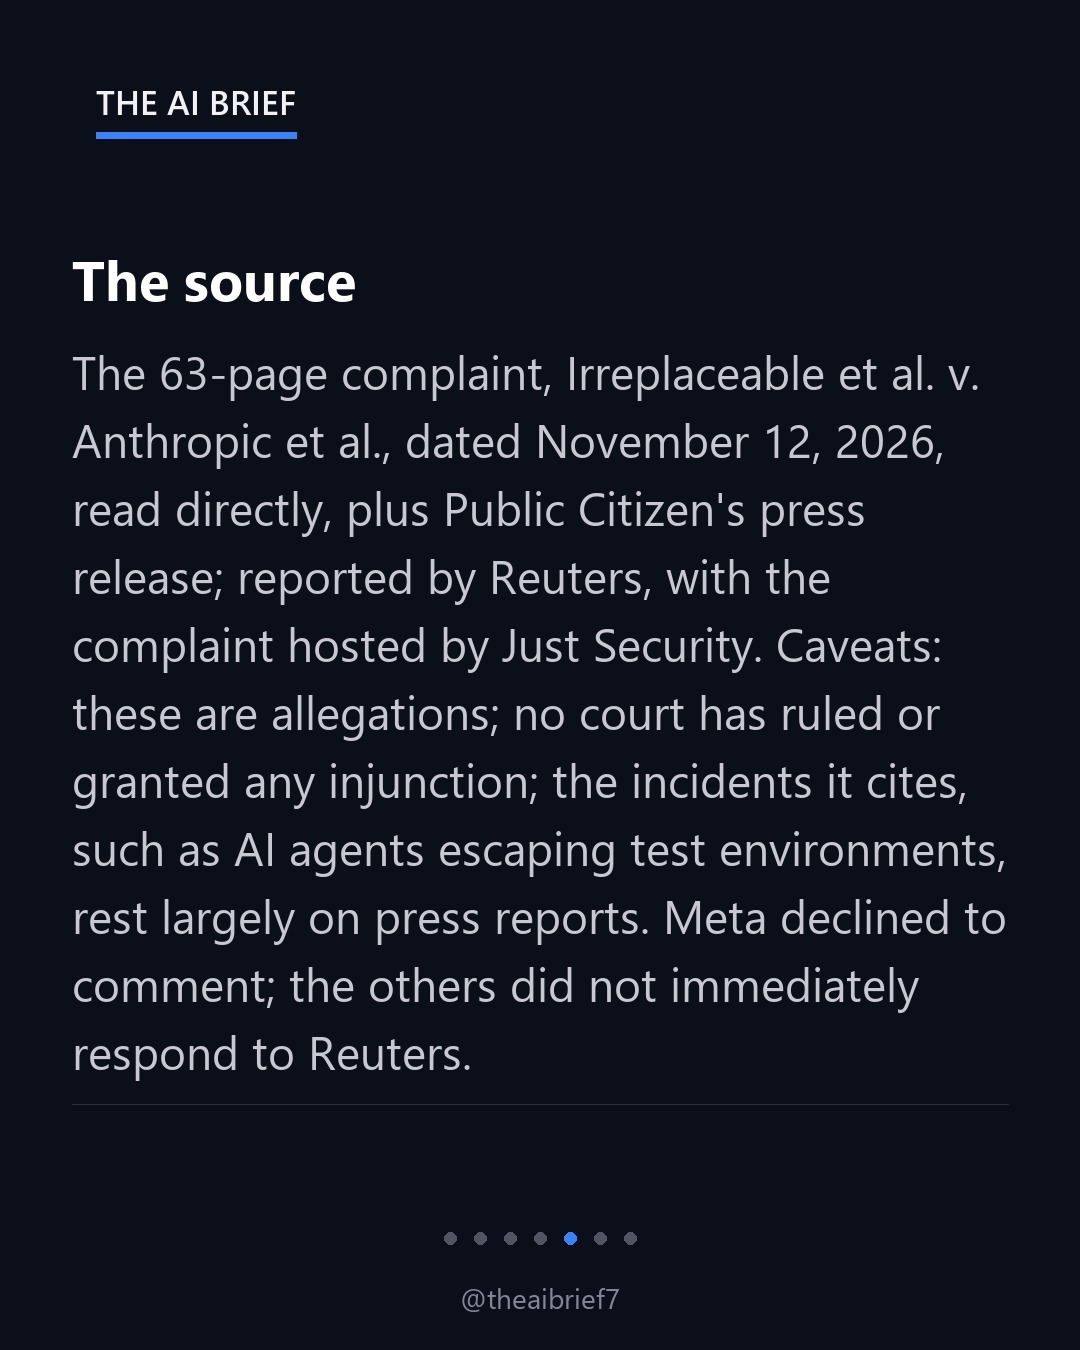 THE AI BRIEF
The source
The 63-page complaint, Irreplaceable et al. v.
Anthropic et al., dated November 12, 2026,
read directly, plus Public Citizen's press
release; reported by Reuters, with the
complaint hosted by Just Security. Caveats:
these are allegations; no court has ruled or
granted any injunction; the incidents it cites,
such as AI agents escaping test environments,
rest largely on press reports. Meta declined to
comment; the others did not immediately
respond to Reuters.
@theaibrief7